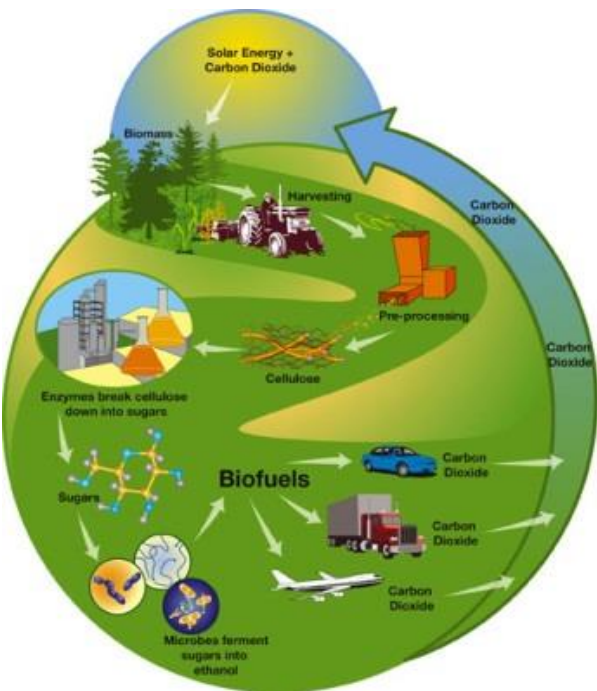 Solar Energy +
Carbon Dioxide
Biomass
Harvesting
Carbon
Dioxide
Pre-processing
Carbon
Dioxide
Cellulose
Enzymes break cellulose
down into sugars
Sugars
Biofuels
Carbon
Dioxide
Carbon
Dioxide
Carbon
Dioxide
Microbes ferment
sugars into
ethanol